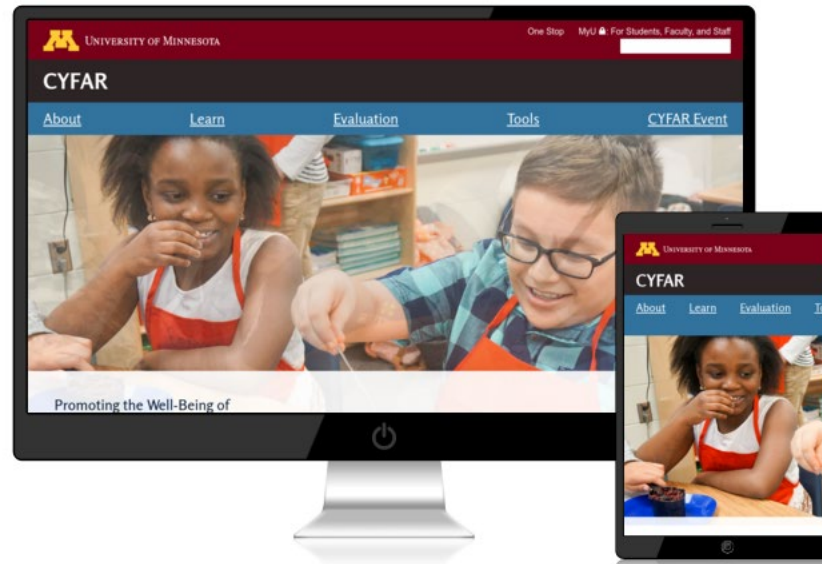 UNIVERSITY OF MINNESOTA
One Stop MyU : For Students, Faculty, and Staff
CYFAR
About Learn Evaluation Tools CYFAR Event
Promoting the Well-Being of
UNIVERSITY OF MINNESOTA
CYFAR
About Learn Evaluation To